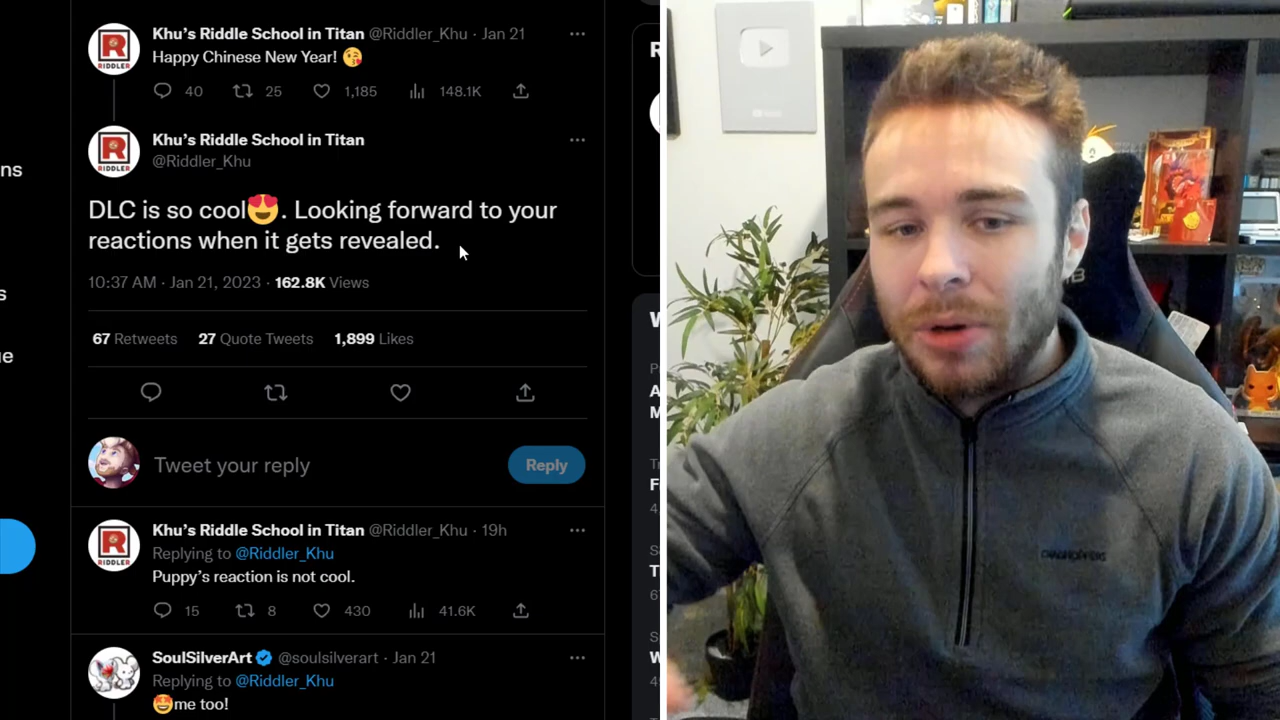 Khu's Riddle School in Titan @Riddler_Khu · Jan 21
Happy Chinese New Year! 😘
40 25 1,185 148.1K
Khu's Riddle School in Titan
@Riddler_Khu
DLC is so cool😍. Looking forward to your
reactions when it gets revealed.
10:37 AM · Jan 21, 2023 · 162.8K Views
67 Retweets 27 Quote Tweets 1,899 Likes
Tweet your reply
Reply
Khu's Riddle School in Titan @Riddler_Khu · 19h
Replying to @Riddler_Khu
Puppy's reaction is not cool.
15 8 430 41.6K
SoulSilverArt @soulsilverart · Jan 21
Replying to @Riddler_Khu
🤩me too!
RIDDLER
RIDDLER
RIDDLER
ns
s